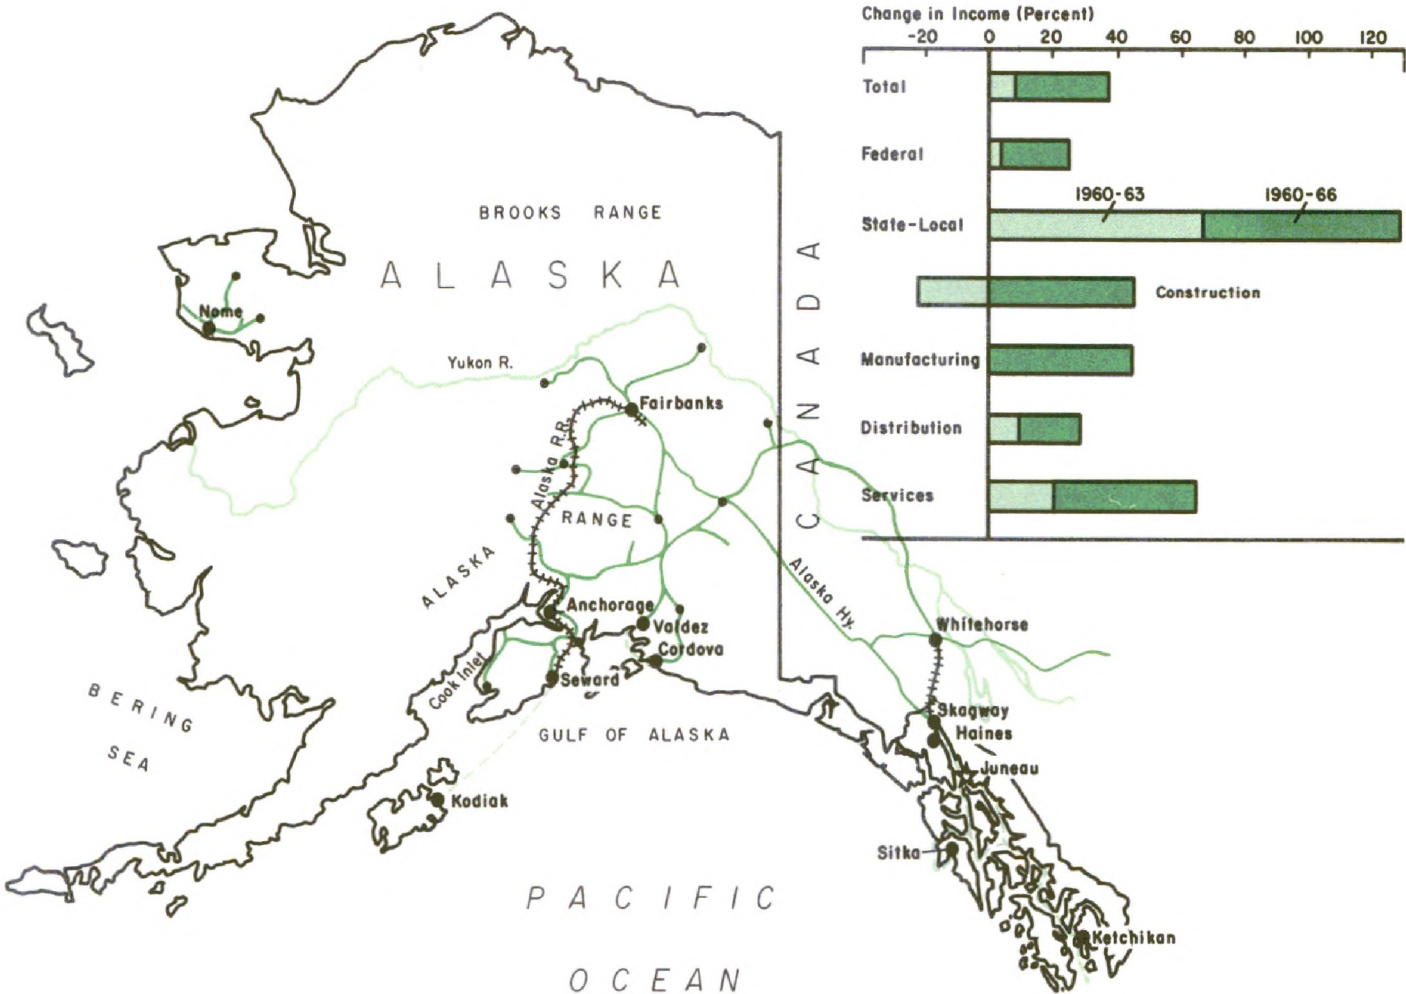 Change in Income (Percent)
-20 0 20 40 60 80 100 120
Total
Federal
1960-63 1960-66
State-Local
Construction
Manufacturing
Distribution
Services
BROOKS RANGE
ALASKA
CANADA
Nome
Yukon R.
Fairbanks
Alaska R.R.
RANGE
ALASKA
Alaska Hy.
Anchorage
Valdez
Whitehorse
Cordova
Cook Inlet
Seward
BERING
SEA
GULF OF ALASKA
Skagway
Haines
Juneau
Kodiak
Sitka
PACIFIC
OCEAN
Ketchikan